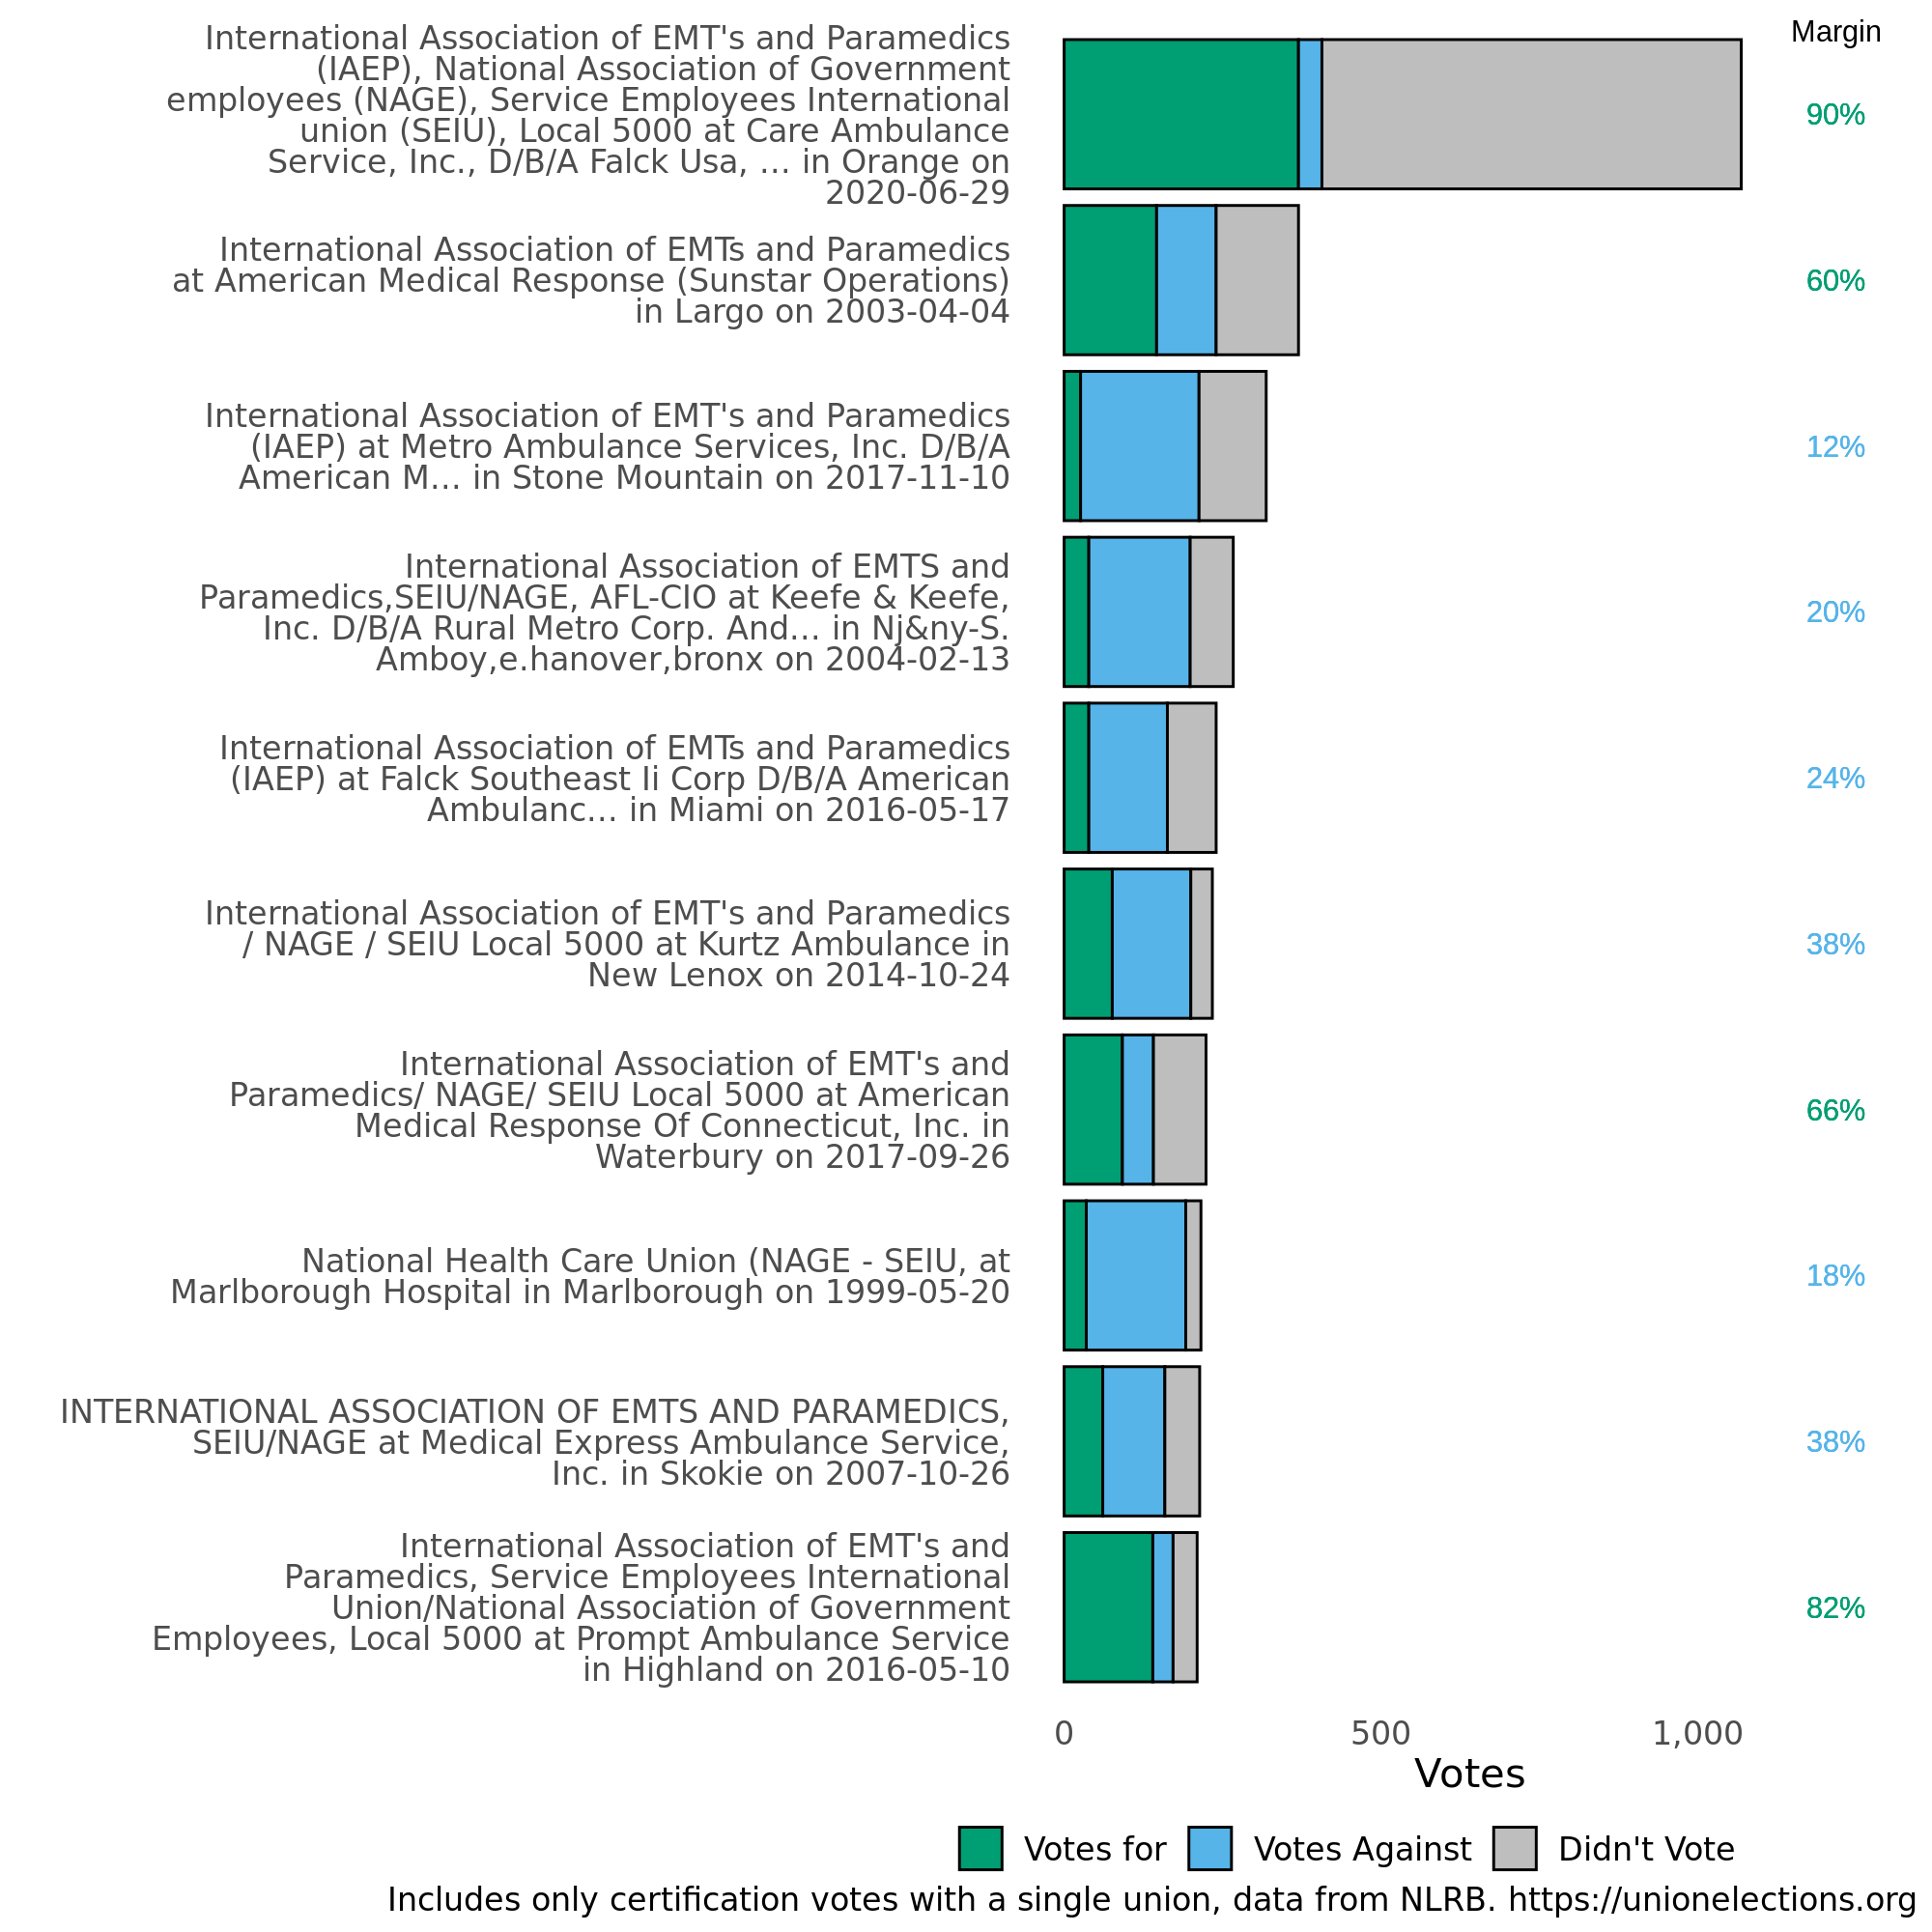 Margin
International Association of EMT's and Paramedics
(IAEP), National Association of Government
employees (NAGE), Service Employees International
union (SEIU), Local 5000 at Care Ambulance
Service, Inc., D/B/A Falck Usa, ... in Orange on
2020-06-29
90%
International Association of EMTs and Paramedics
at American Medical Response (Sunstar Operations)
in Largo on 2003-04-04
60%
International Association of EMT's and Paramedics
(IAEP) at Metro Ambulance Services, Inc. D/B/A
American M... in Stone Mountain on 2017-11-10
12%
International Association of EMTS and
Paramedics,SEIU/NAGE, AFL-CIO at Keefe & Keefe,
Inc. D/B/A Rural Metro Corp. And... in Nj&ny-S.
Amboy,e.hanover,bronx on 2004-02-13
20%
International Association of EMTs and Paramedics
(IAEP) at Falck Southeast Ii Corp D/B/A American
Ambulanc... in Miami on 2016-05-17
24%
International Association of EMT's and Paramedics
/ NAGE / SEIU Local 5000 at Kurtz Ambulance in
New Lenox on 2014-10-24
38%
International Association of EMT's and
Paramedics/ NAGE/ SEIU Local 5000 at American
Medical Response Of Connecticut, Inc. in
Waterbury on 2017-09-26
66%
National Health Care Union (NAGE - SEIU, at
Marlborough Hospital in Marlborough on 1999-05-20
18%
INTERNATIONAL ASSOCIATION OF EMTS AND PARAMEDICS,
SEIU/NAGE at Medical Express Ambulance Service,
Inc. in Skokie on 2007-10-26
38%
International Association of EMT's and
Paramedics, Service Employees International
Union/National Association of Government
Employees, Local 5000 at Prompt Ambulance Service
in Highland on 2016-05-10
82%
0 500 1,000
Votes
Votes for Votes Against Didn't Vote
Includes only certification votes with a single union, data from NLRB. https://unionelections.org